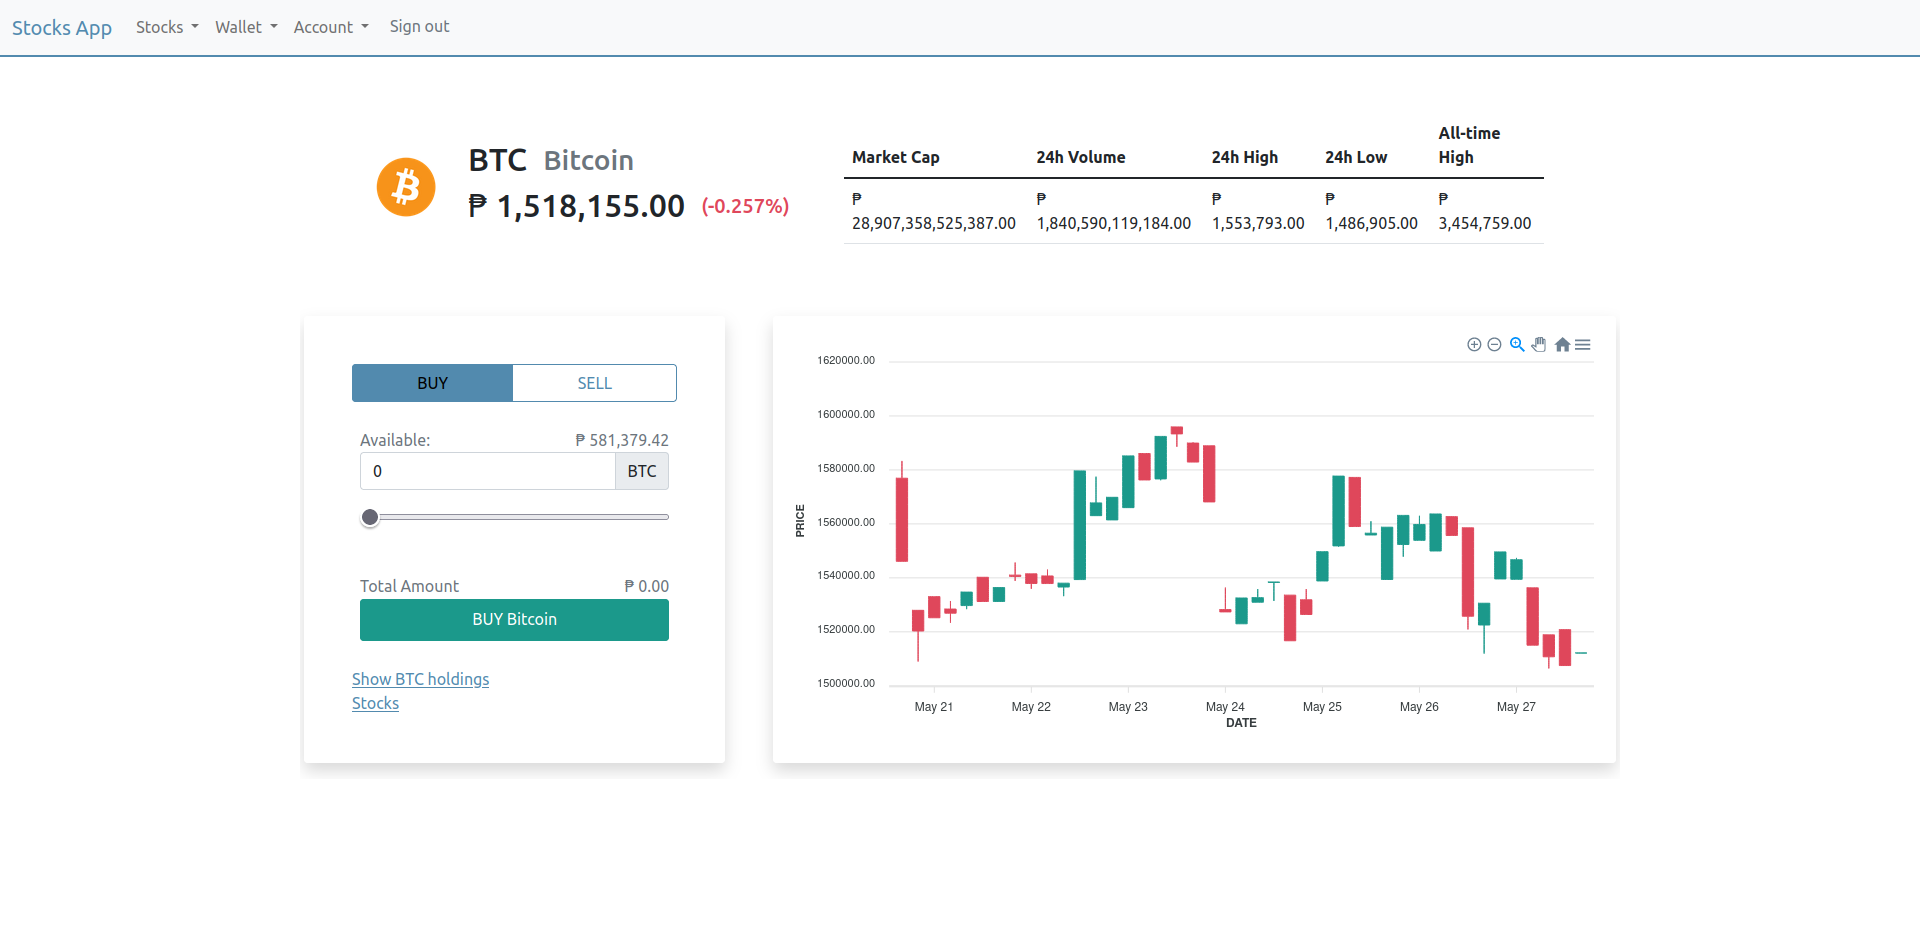 Stocks App Stocks Wallet Account Sign out
BTC Bitcoin
₱ 1,518,155.00 (-0.257%)
Market Cap 24h Volume 24h High 24h Low All-time High
₱ 28,907,358,525,387.00 ₱ 1,840,590,119,184.00 ₱ 1,553,793.00 ₱ 1,486,905.00 ₱ 3,454,759.00
BUY SELL
Available: ₱ 581,379.42
0 BTC
Total Amount ₱ 0.00
BUY Bitcoin
Show BTC holdings
Stocks
1620000.00
1600000.00
1580000.00
1560000.00
1540000.00
1520000.00
1500000.00
PRICE
May 21 May 22 May 23 May 24 May 25 May 26 May 27
DATE